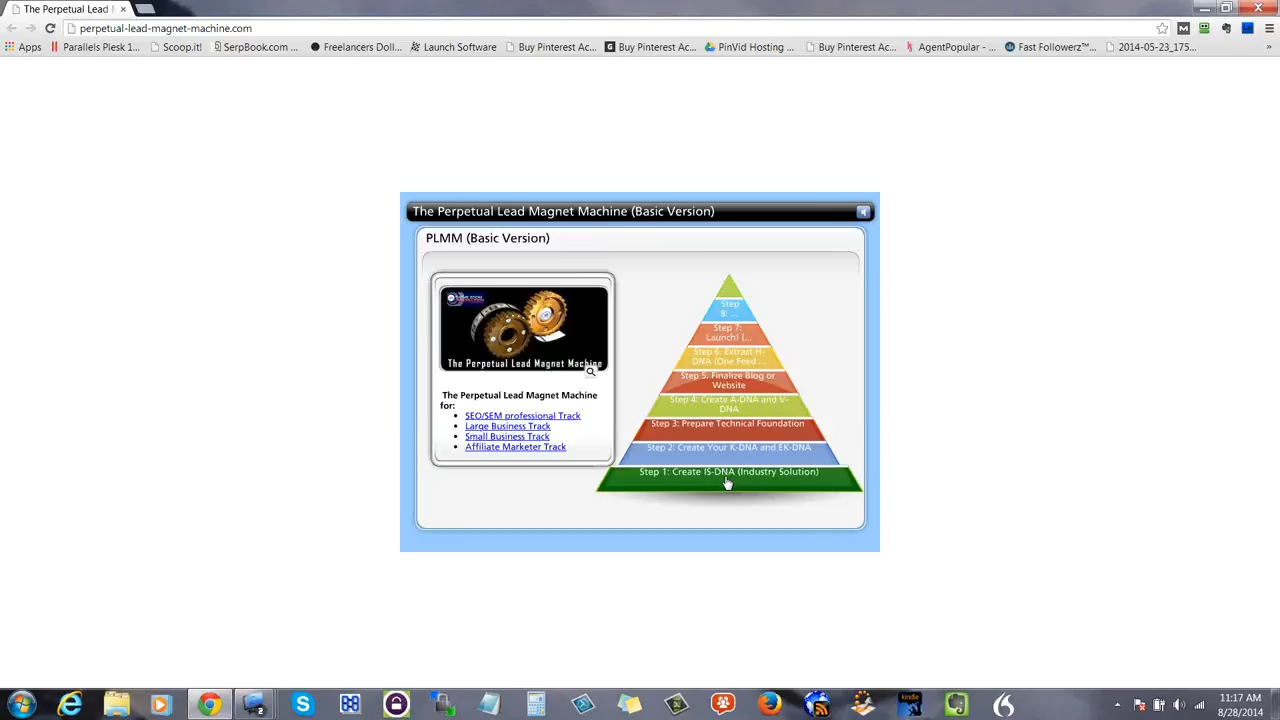 The Perpetual Lead
perpetual-lead-magnet-machine.com
Apps
Parallels Plesk 1...
Scoop.it!
SerpBook.com ...
Freelancers Doll...
Launch Software
Buy Pinterest Ac...
Buy Pinterest Ac...
PinVid Hosting ...
Buy Pinterest Ac...
AgentPopular - ...
Fast Followerz™...
2014-05-23_175...
The Perpetual Lead Magnet Machine (Basic Version)
PLMM (Basic Version)
The Perpetual Lead Magnet Machine
The Perpetual Lead Magnet Machine
for:
SEO/SEM professional Track
Large Business Track
Small Business Track
Affiliate Marketer Track
Step
8: ...
Step 7:
Launch! (...
Step 6: Extract H-
DNA (One Feed ...
Step 5: Finalize Blog or
Website
Step 4: Create A-DNA and V-
DNA
Step 3: Prepare Technical Foundation
Step 2: Create Your K-DNA and EK-DNA
Step 1: Create IS-DNA (Industry Solution)
kindle
11:17 AM
8/28/2014